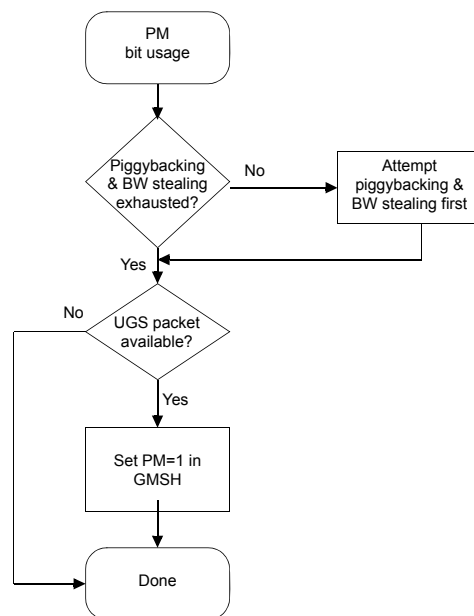 PM
bit usage
Piggybacking
& BW stealing
exhausted?
No
Attempt
piggybacking &
BW stealing first
Yes
No
UGS packet
available?
Yes
Set PM=1 in
GMSH
Done